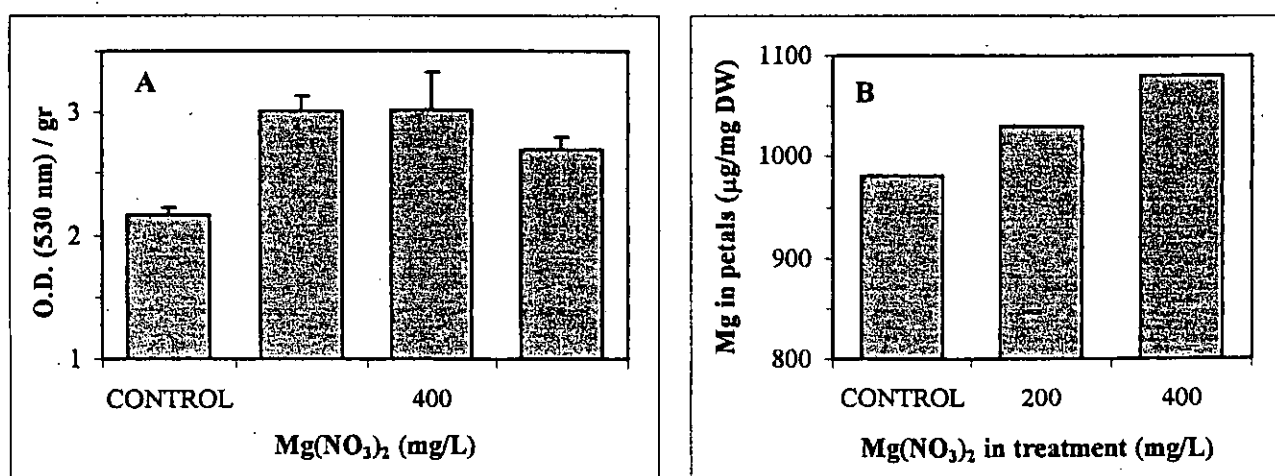 A
O.D. (530 nm) / gr
3
2
1
CONTROL 400
Mg(NO₃)₂ (mg/L)
B
Mg in petals (µg/mg DW)
1100
1000
900
800
CONTROL 200 400
Mg(NO₃)₂ in treatment (mg/L)